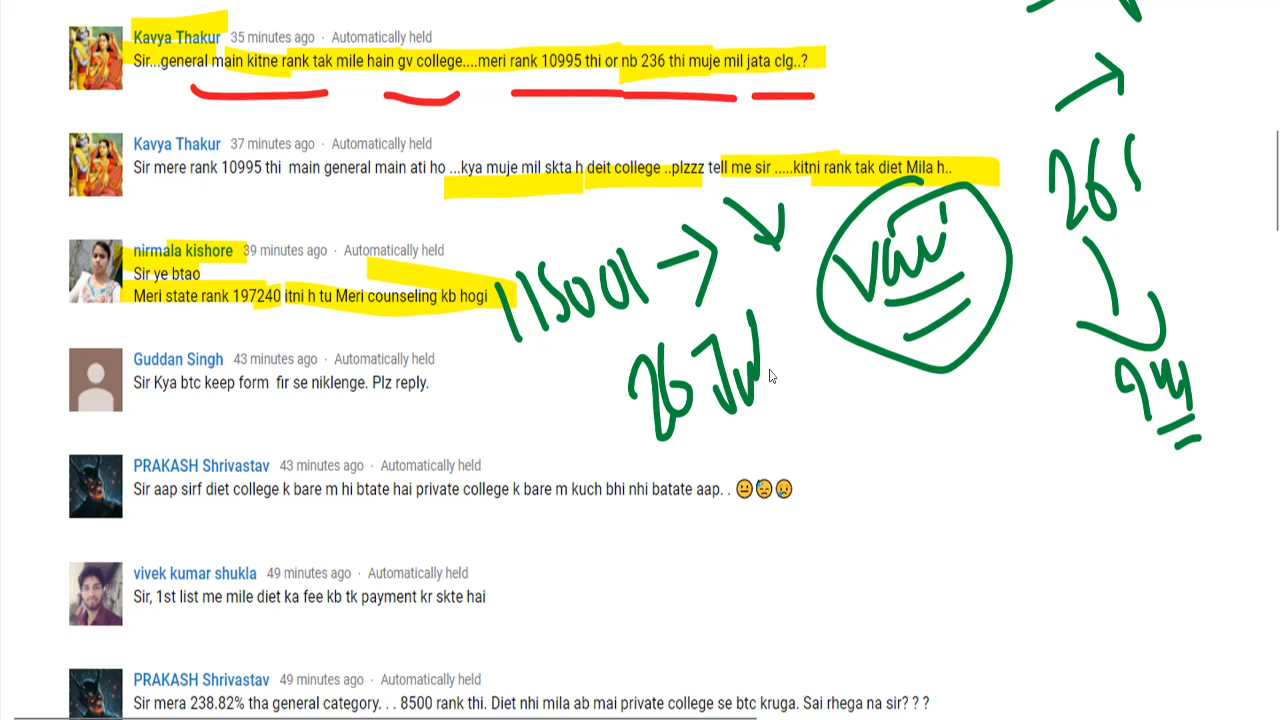 Kavya Thakur 35 minutes ago · Automatically held
Sir...general main kitne rank tak mile hain gv college....meri rank 10995 thi or nb 236 thi muje mil jata clg..?
Kavya Thakur 37 minutes ago · Automatically held
Sir mere rank 10995 thi main general main ati ho ...kya muje mil skta h deit college ..plzzz tell me sir .....kitni rank tak diet Mila h..
nirmala kishore 39 minutes ago · Automatically held
Sir ye btao
Meri state rank 197240 itni h tu Meri counseling kb hogi
115001
26
26
Guddan Singh 43 minutes ago · Automatically held
Sir Kya btc keep form fir se niklenge. Plz reply.
PRAKASH Shrivastav 43 minutes ago · Automatically held
Sir aap sirf diet college k bare m hi btate hai private college k bare m kuch bhi nhi batate aap. . 😐😓😥
vivek kumar shukla 49 minutes ago · Automatically held
Sir, 1st list me mile diet ka fee kb tk payment kr skte hai
PRAKASH Shrivastav 49 minutes ago · Automatically held
Sir mera 238.82% tha general category. . . 8500 rank thi. Diet nhi mila ab mai private college se btc kruga. Sai rhega na sir? ? ?